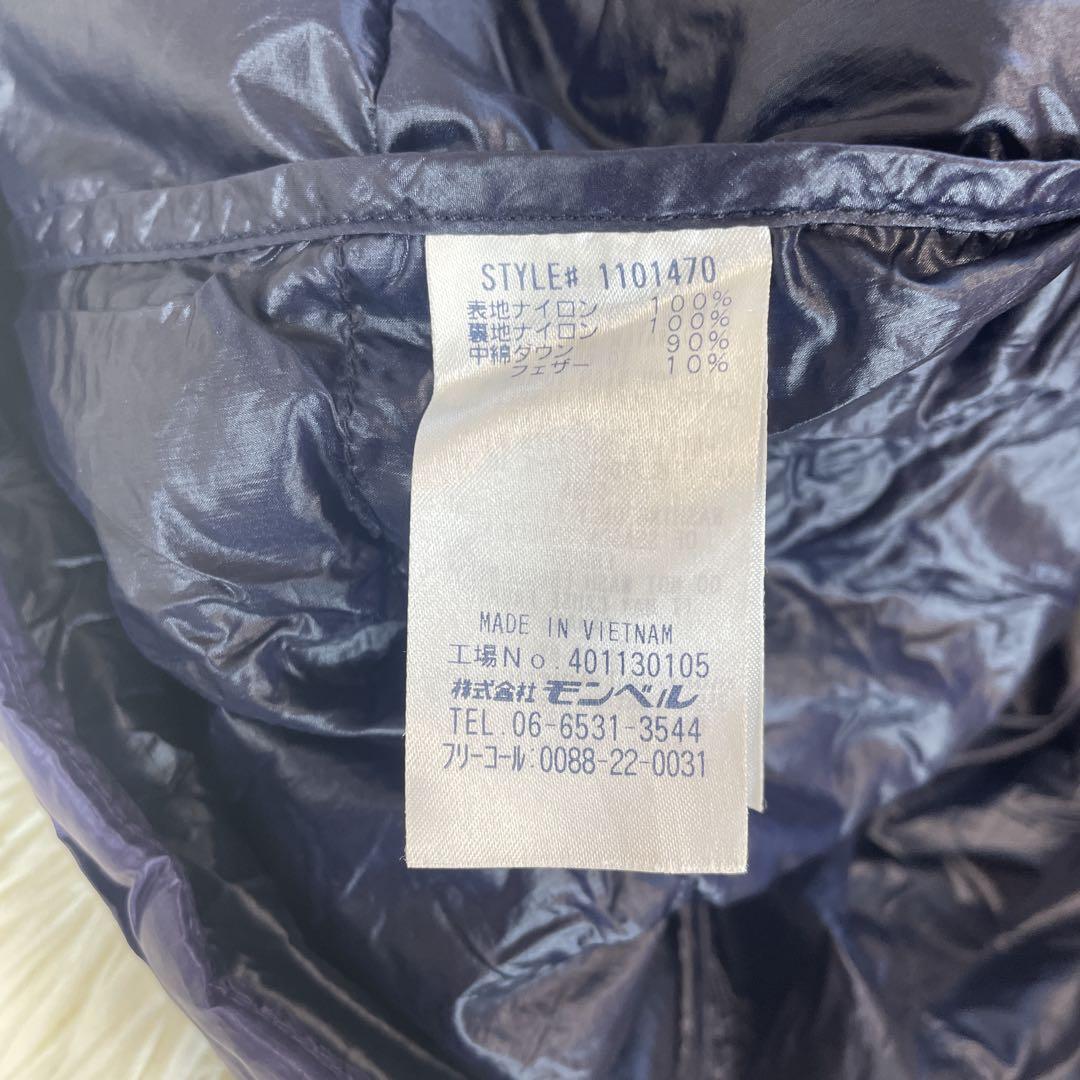 STYLE# 1101470
表地ナイロン 100%
裏地ナイロン 100%
中綿ダウン 90%
フェザー 10%
MADE IN VIETNAM
工場No.401130105
株式会社モンベル
TEL.06-6531-3544
フリーコール:0088-22-0031